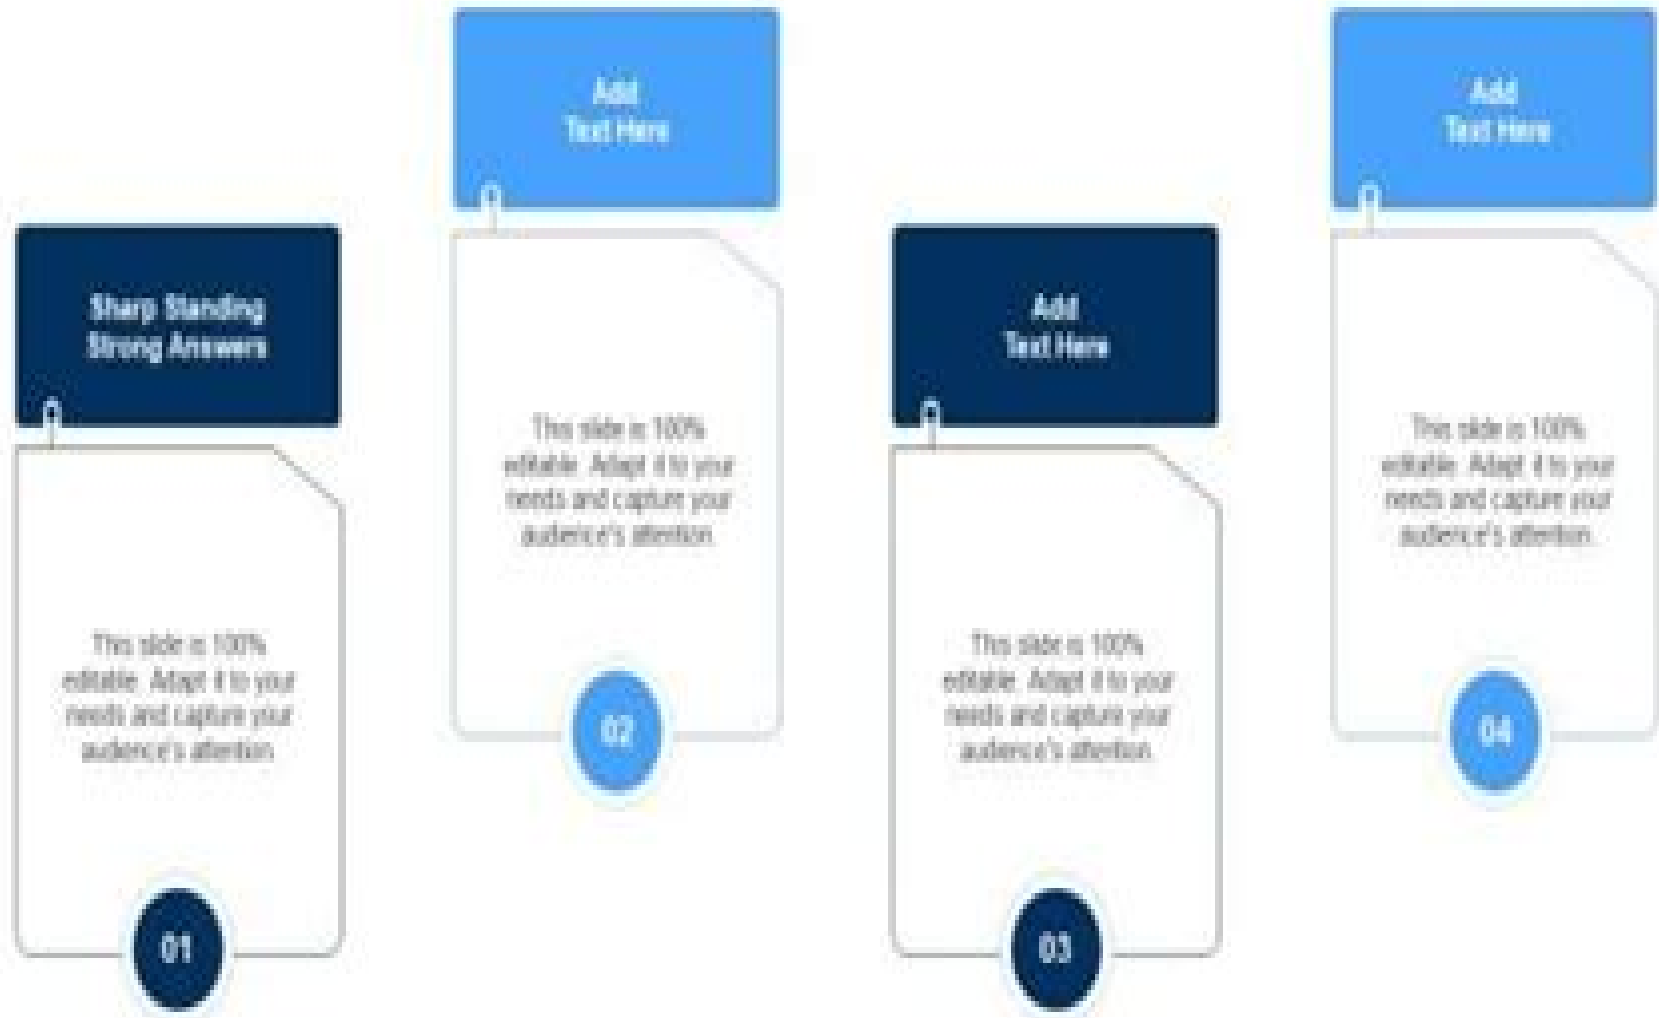 Sharp Standing
Strong Answers
This slide is 100%
editable. Adapt it to your
needs and capture your
audience's attention.
01
Add
Text Here
This slide is 100%
editable. Adapt it to your
needs and capture your
audience's attention.
02
Add
Text Here
This slide is 100%
editable. Adapt it to your
needs and capture your
audience's attention.
03
Add
Text Here
This slide is 100%
editable. Adapt it to your
needs and capture your
audience's attention.
04